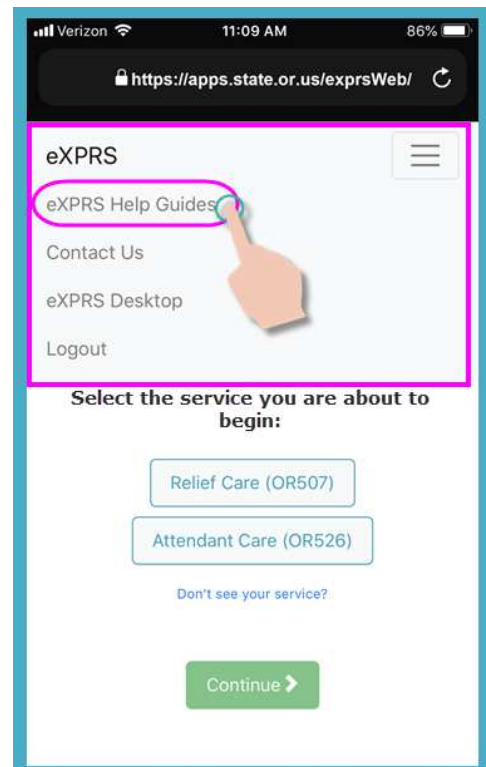 Verizon 11:09 AM 86%
https://apps.state.or.us/exprsWeb/
eXPRS
eXPRS Help Guides
Contact Us
eXPRS Desktop
Logout
Select the service you are about to
begin:
Relief Care (OR507)
Attendant Care (OR526)
Don't see your service?
Continue